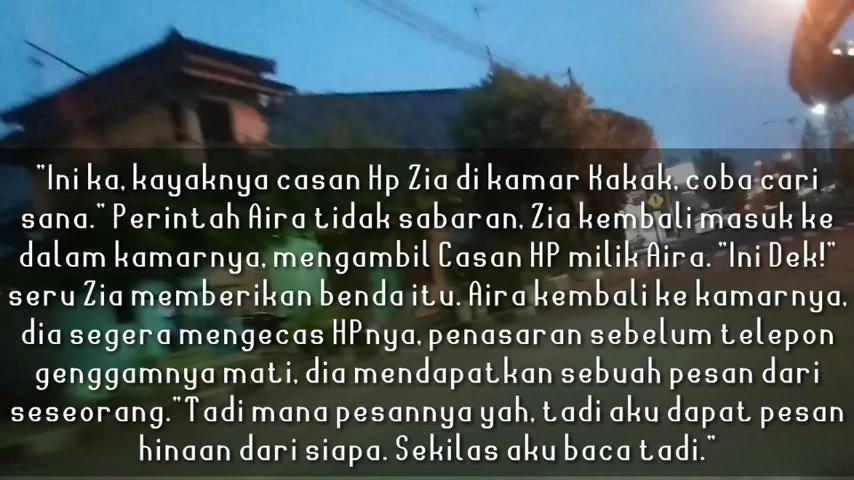 "Ini ka, kayaknya casan Hp Zia di kamar Kakak, coba cari
sana." Perintah Aira tidak sabaran, Zia kembali masuk ke
dalam kamarnya, mengambil Casan HP milik Aira. "Ini Dek!"
seru Zia memberikan benda itu. Aira kembali ke kamarnya,
dia segera mengecas HPnya, penasaran sebelum telepon
genggamnya mati, dia mendapatkan sebuah pesan dari
seseorang."Tadi mana pesannya yah, tadi aku dapat pesan
hinaan dari siapa. Sekilas aku baca tadi."